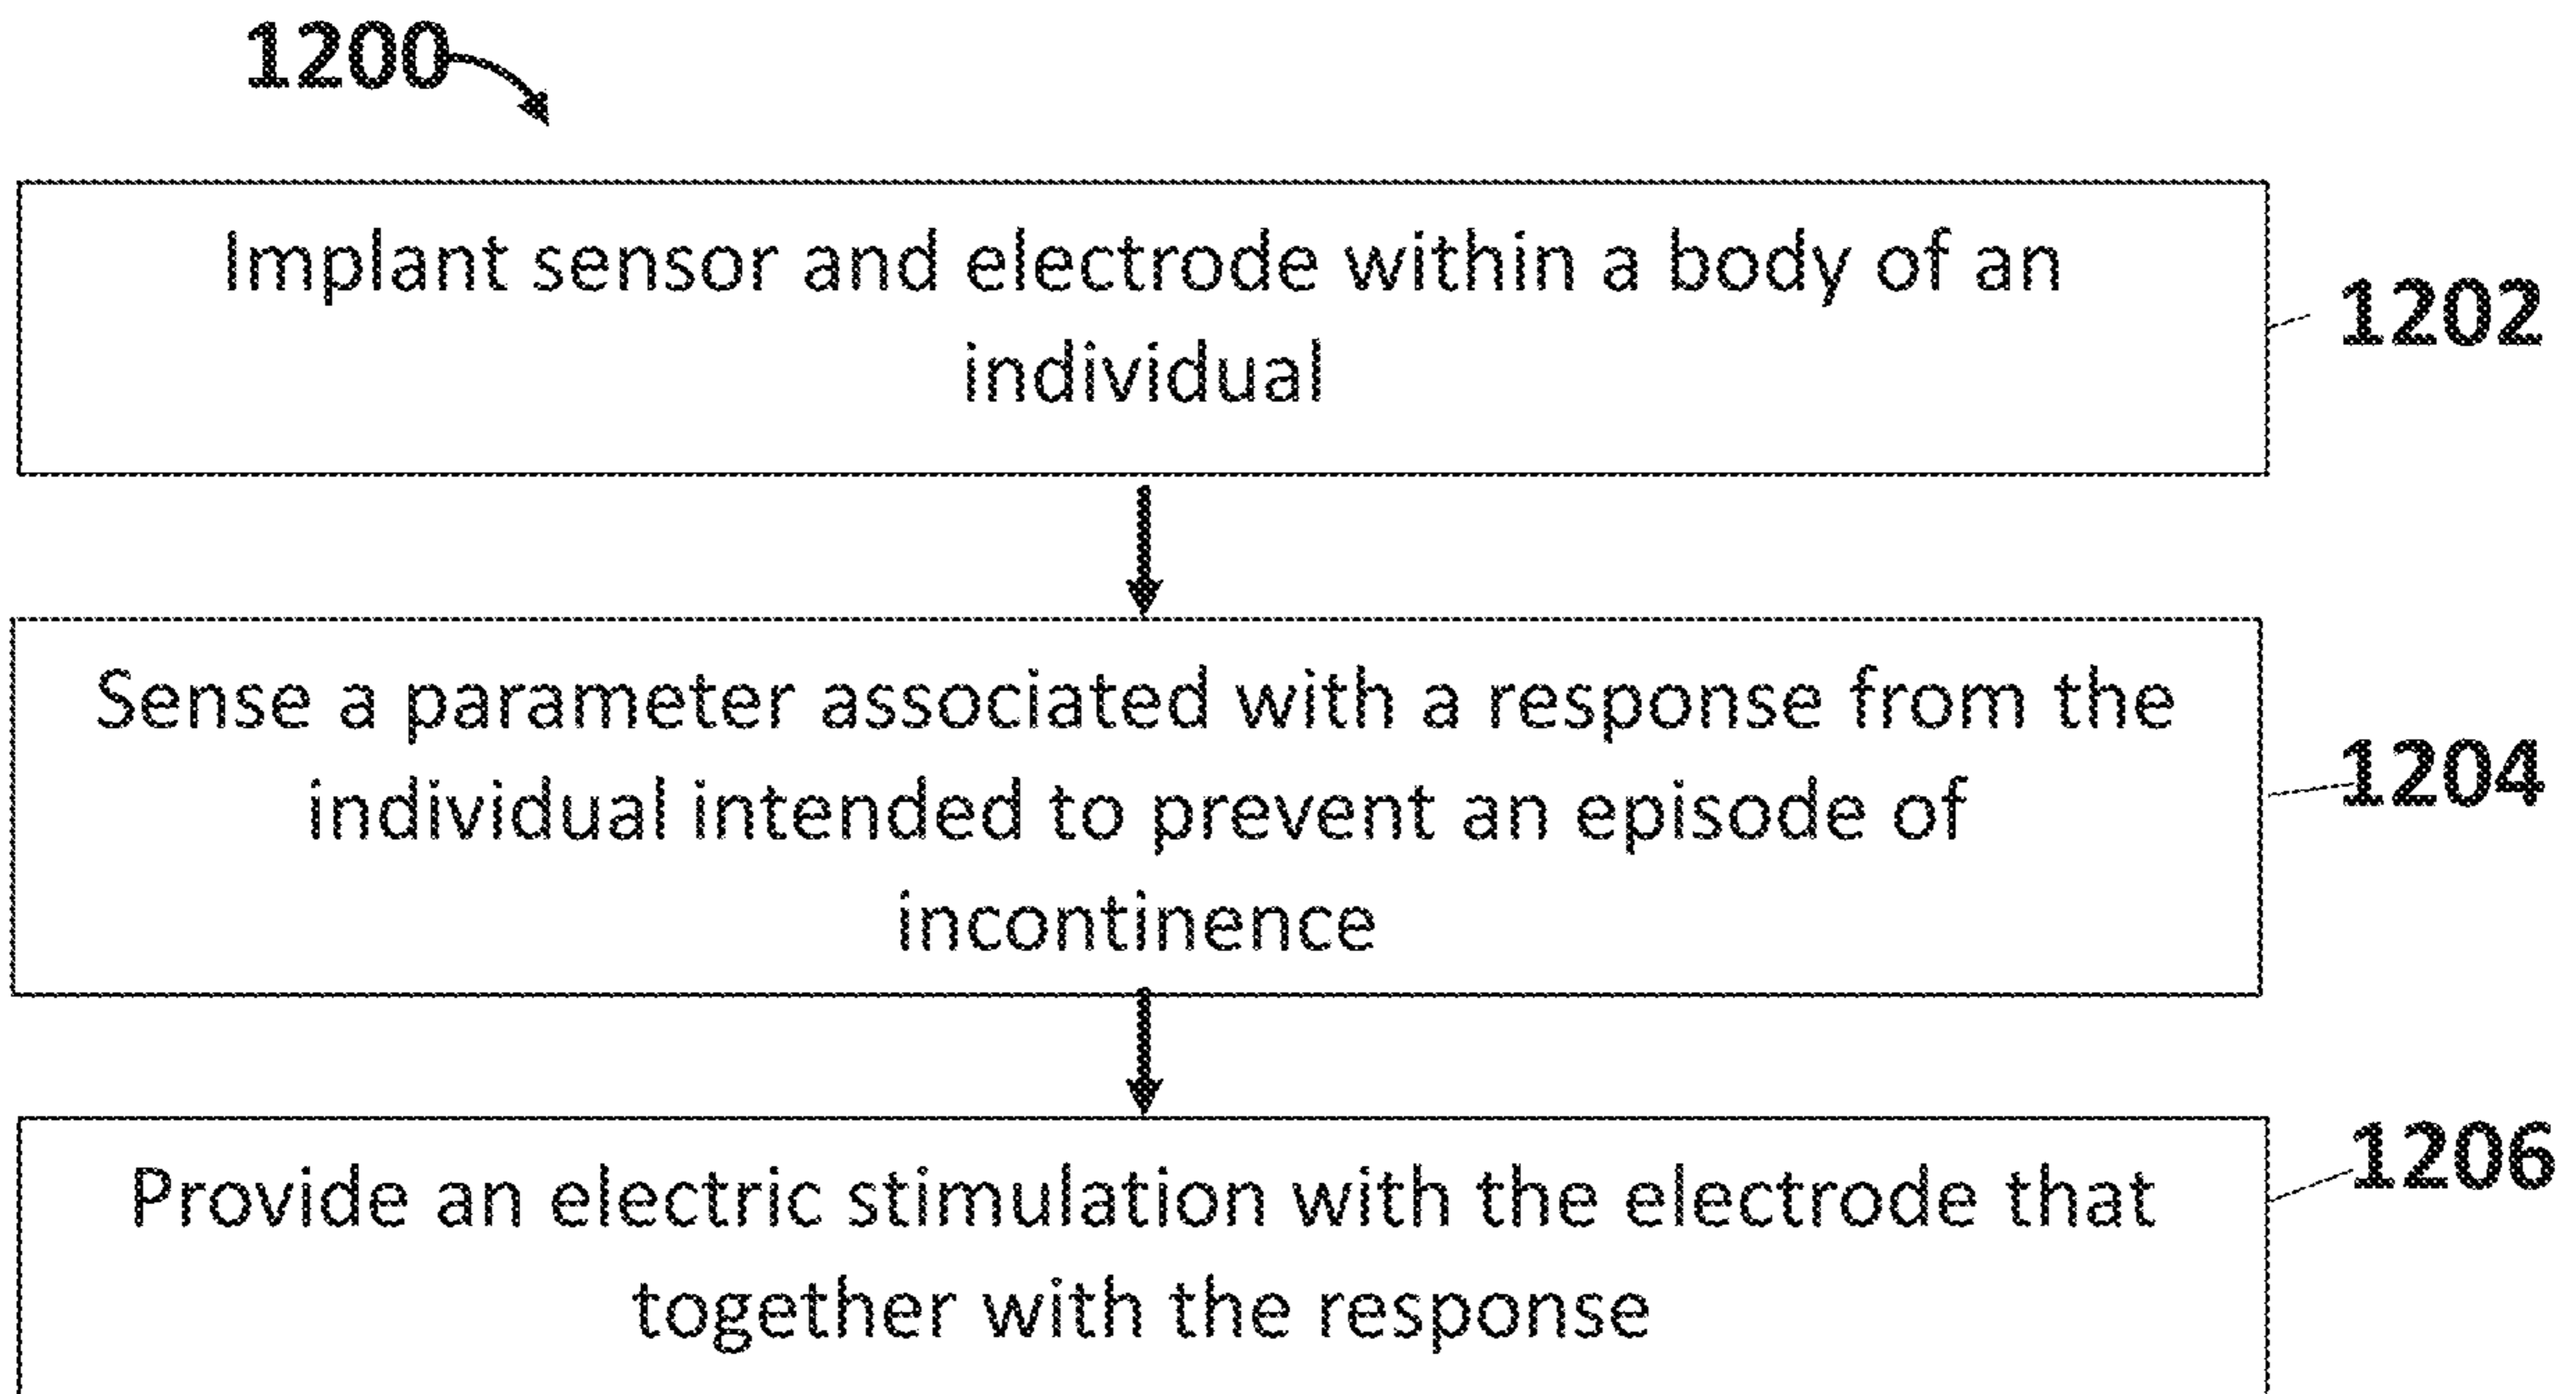 1200
Implant sensor and electrode within a body of an
individual
1202
Sense a parameter associated with a response from the
individual intended to prevent an episode of
incontinence
1204
Provide an electric stimulation with the electrode that
together with the response
1206